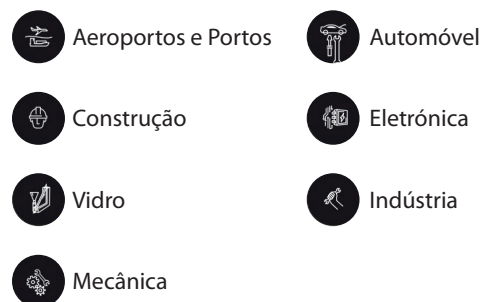 Aeroportos e Portos
Automóvel
Construção
Eletrónica
Vidro
Indústria
Mecânica